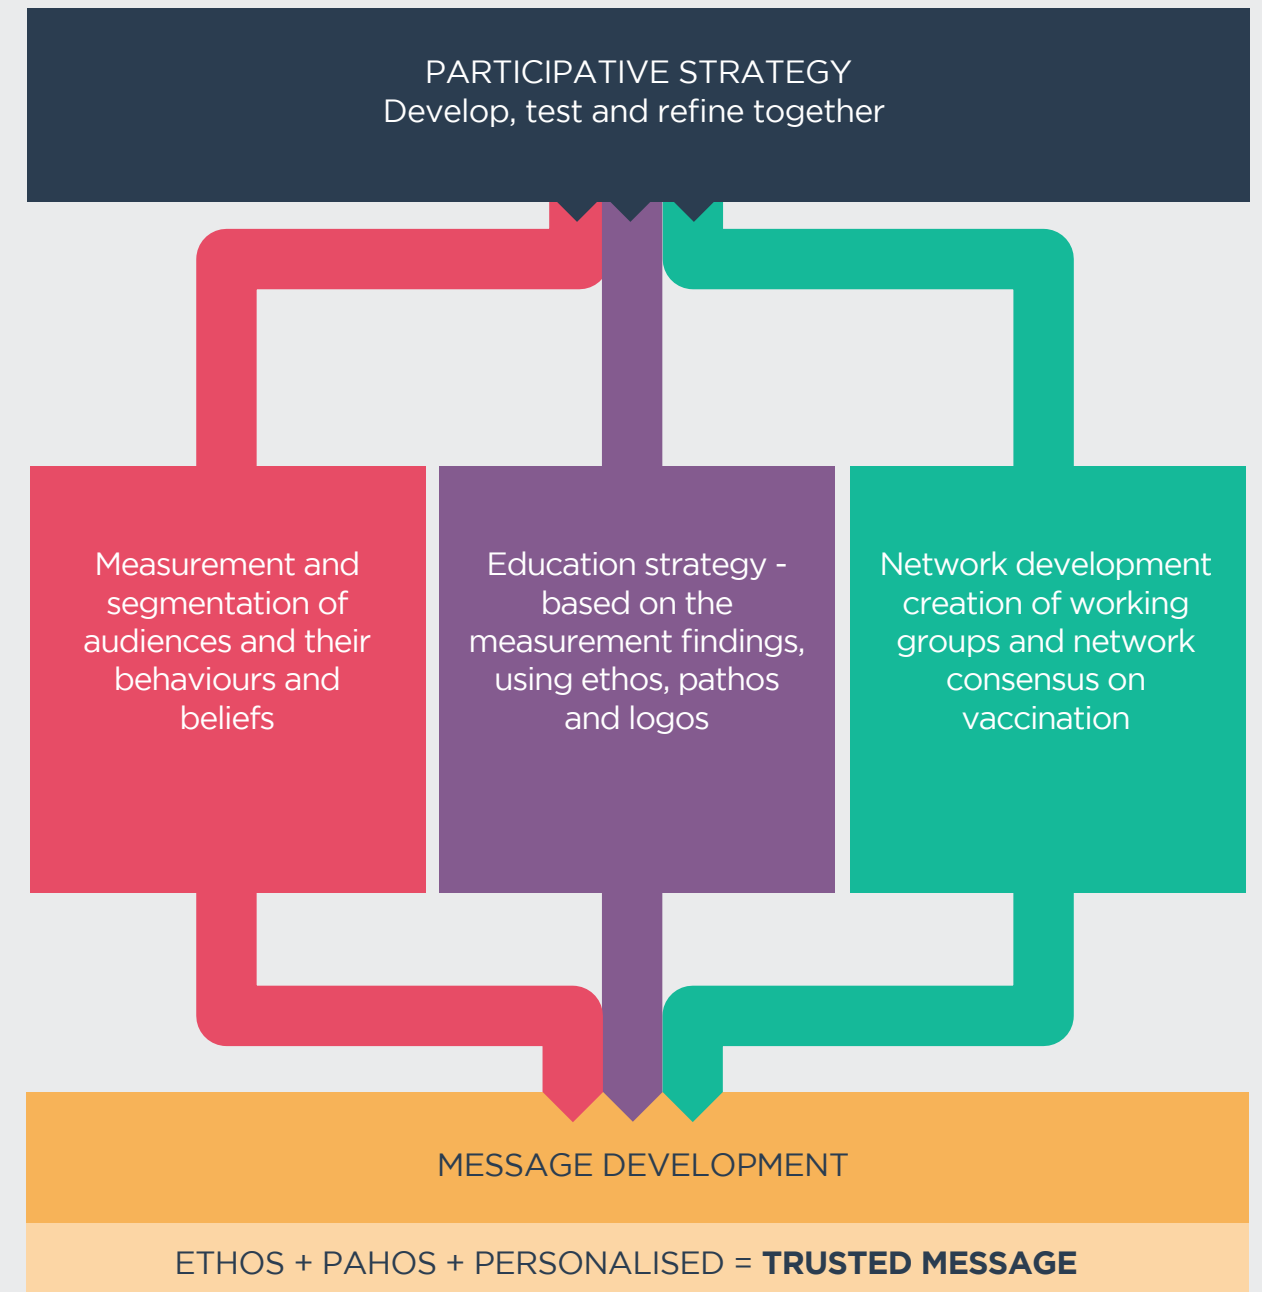 PARTICIPATIVE STRATEGY
Develop, test and refine together
Measurement and
segmentation of
audiences and their
behaviours and
beliefs
Education strategy -
based on the
measurement findings,
using ethos, pathos
and logos
Network development
creation of working
groups and network
consensus on
vaccination
MESSAGE DEVELOPMENT
ETHOS + PAHOS + PERSONALISED = TRUSTED MESSAGE